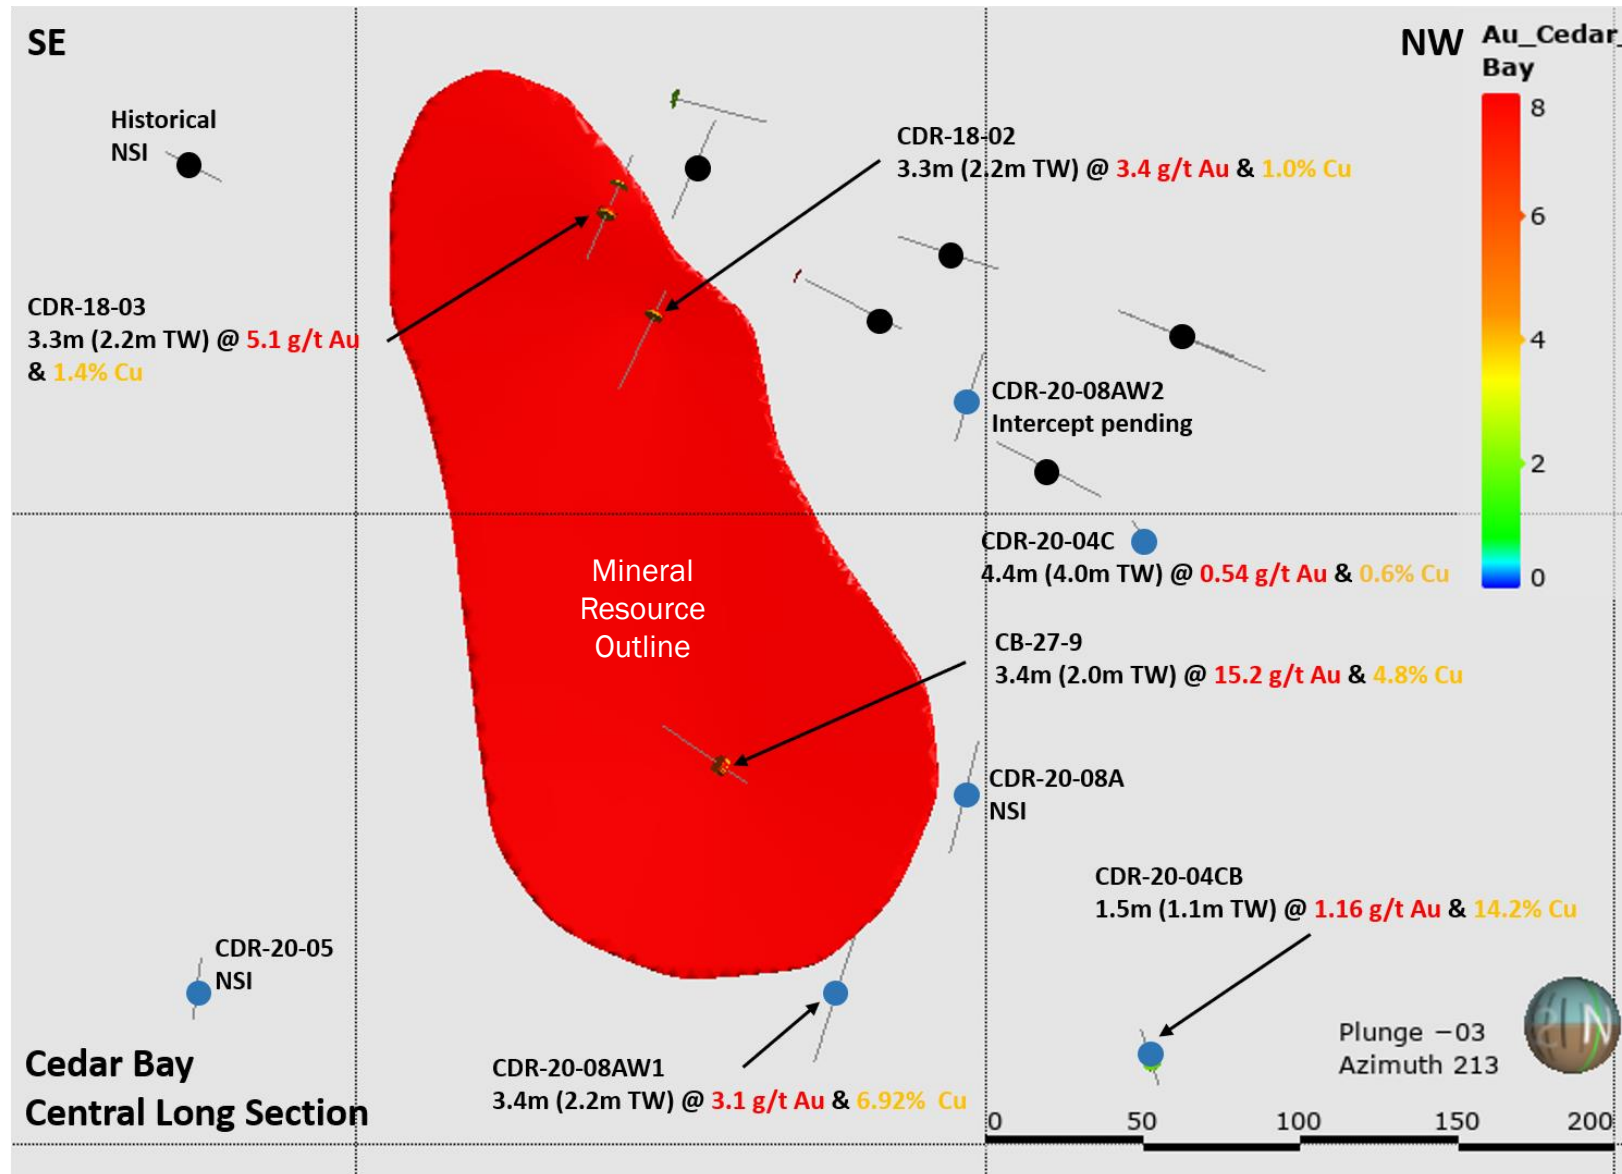 SE
NW
Au_Cedar_
Bay
8
6
4
2
0
Historical
NSI
CDR-18-02
3.3m (2.2m TW) @ 3.4 g/t Au & 1.0% Cu
CDR-18-03
3.3m (2.2m TW) @ 5.1 g/t Au
& 1.4% Cu
CDR-20-08AW2
Intercept pending
CDR-20-04C
4.4m (4.0m TW) @ 0.54 g/t Au & 0.6% Cu
Mineral
Resource
Outline
CB-27-9
3.4m (2.0m TW) @ 15.2 g/t Au & 4.8% Cu
CDR-20-08A
NSI
CDR-20-04CB
1.5m (1.1m TW) @ 1.16 g/t Au & 14.2% Cu
CDR-20-05
NSI
CDR-20-08AW1
3.4m (2.2m TW) @ 3.1 g/t Au & 6.92% Cu
Cedar Bay
Central Long Section
Plunge −03
Azimuth 213
S N
0 50 100 150 200